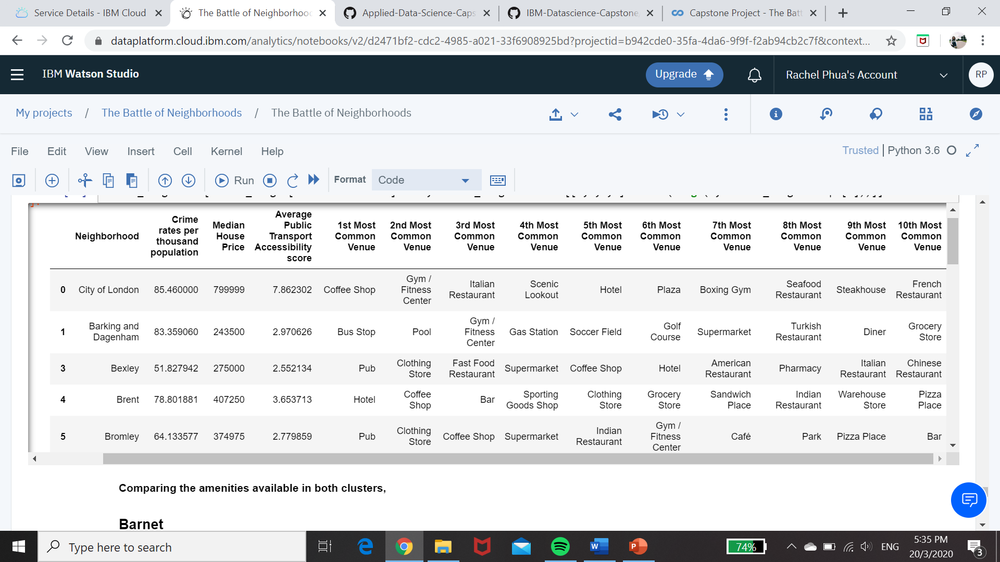 Service Details - IBM Cloud
The Battle of Neighborhood
Applied-Data-Science-Caps
IBM-Datascience-Capstone
Capstone Project - The Batt
dataplatform.cloud.ibm.com/analytics/notebooks/v2/d2471bf2-cdc2-4985-a021-33f6908925bd?projectid=b942cde0-35fa-4da6-9f9f-f2ab94cb2c7f&context...
IBM Watson Studio
Upgrade
Rachel Phua's Account
RP
My projects / The Battle of Neighborhoods / The Battle of Neighborhoods
File Edit View Insert Cell Kernel Help
Trusted | Python 3.6
Run
Format
Code
Neighborhood
Crime rates per thousand population
Median House Price
Average Public Transport Accessibility score
1st Most Common Venue
2nd Most Common Venue
3rd Most Common Venue
4th Most Common Venue
5th Most Common Venue
6th Most Common Venue
7th Most Common Venue
8th Most Common Venue
9th Most Common Venue
10th Most Common Venue
0 City of London 85.460000 799999 7.862302 Coffee Shop Gym / Fitness Center Italian Restaurant Scenic Lookout Hotel Plaza Boxing Gym Seafood Restaurant Steakhouse French Restaurant
1 Barking and Dagenham 83.359060 243500 2.970626 Bus Stop Pool Gym / Fitness Center Gas Station Soccer Field Golf Course Supermarket Turkish Restaurant Diner Grocery Store
3 Bexley 51.827942 275000 2.552134 Pub Clothing Store Fast Food Restaurant Supermarket Coffee Shop Hotel American Restaurant Pharmacy Italian Restaurant Chinese Restaurant
4 Brent 78.801881 407250 3.653713 Hotel Coffee Shop Bar Sporting Goods Shop Clothing Store Grocery Store Sandwich Place Indian Restaurant Warehouse Store Pizza Place
5 Bromley 64.133577 374975 2.779859 Pub Clothing Store Coffee Shop Supermarket Indian Restaurant Gym / Fitness Center Café Park Pizza Place Bar
Comparing the amenities available in both clusters,
Barnet
Type here to search
74%
ENG
5:35 PM
20/3/2020
3